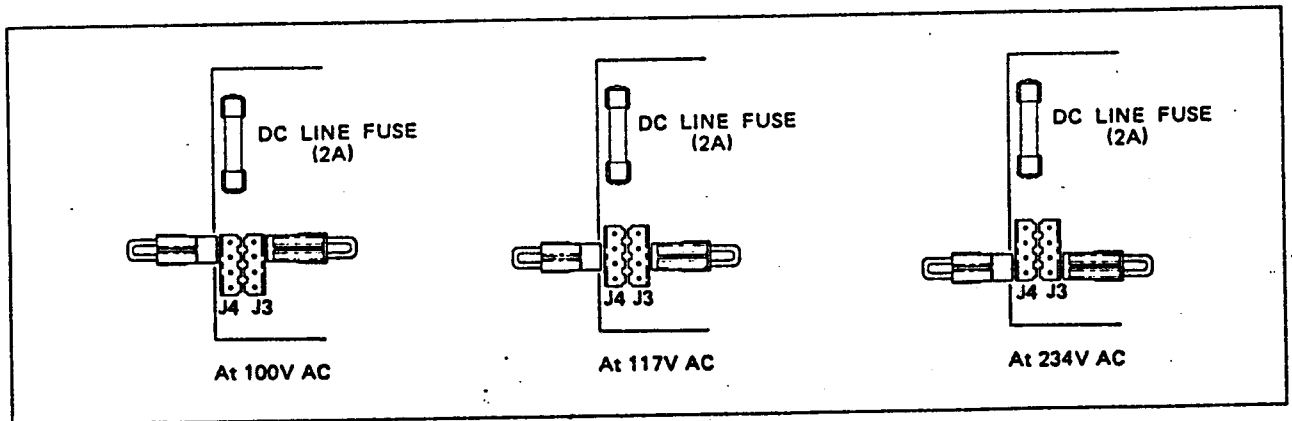 DC LINE FUSE
(2A)
J4 J3
At 100V AC
DC LINE FUSE
(2A)
J4 J3
At 117V AC
DC LINE FUSE
(2A)
J4 J3
At 234V AC